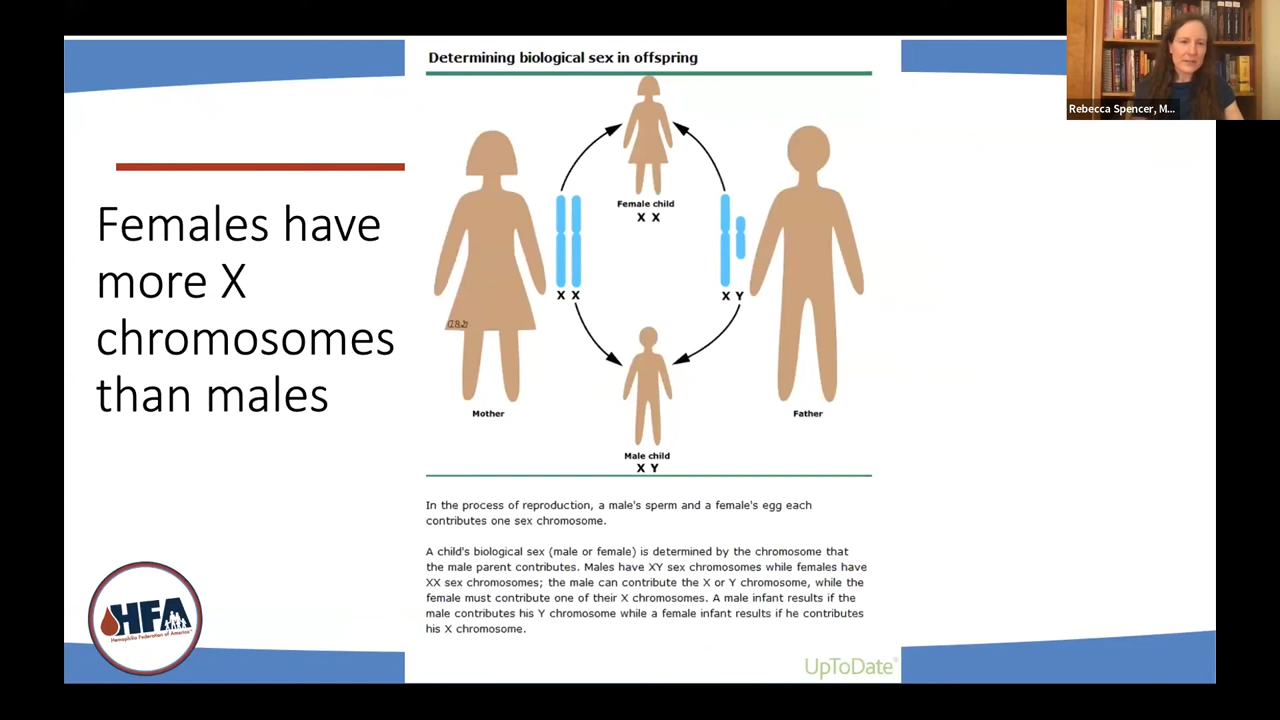 Determining biological sex in offspring
Rebecca Spencer, M...
Females have
more X
chromosomes
than males
Female child
X X
X X
X Y
Mother
Father
Male child
X Y
In the process of reproduction, a male's sperm and a female's egg each
contributes one sex chromosome.
A child's biological sex (male or female) is determined by the chromosome that
the male parent contributes. Males have XY sex chromosomes while females have
XX sex chromosomes; the male can contribute the X or Y chromosome, while the
female must contribute one of their X chromosomes. A male infant results if the
male contributes his Y chromosome while a female infant results if he contributes
his X chromosome.
HFA
Hemophilia Federation of America
UpToDate®